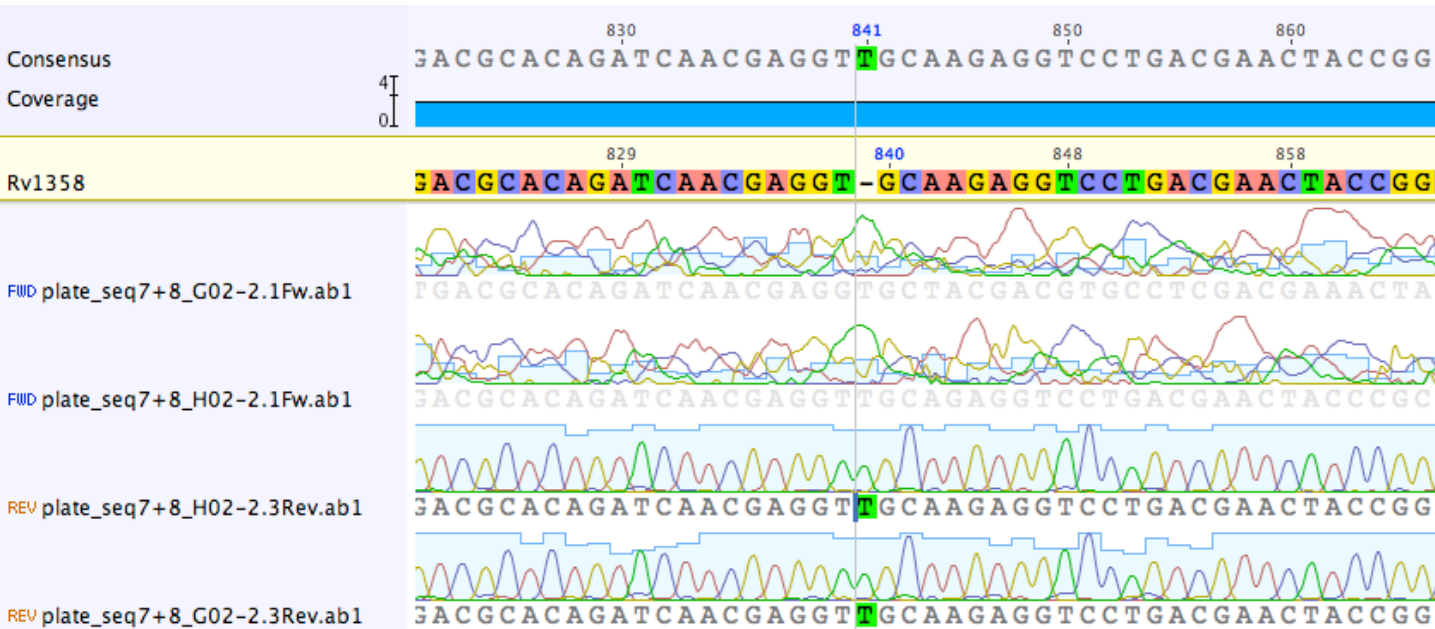 830 841 850 860
Consensus GACGCACAGATCAACGAGGTTGCAAGAGGTCCTGACGAACTACCGG
4
Coverage
0
829 840 848 858
Rv1358 GACGCACAGATCAACGAGGT-GCAAGAGGTCCTGACGAACTACCGG
FWD plate_seq7+8_G02-2.1Fw.ab1
FWD plate_seq7+8_H02-2.1Fw.ab1 GACGCACAGATCAACGAGGTTGCAGAGGTCCTGACGAACTACCCGC
REV plate_seq7+8_H02-2.3Rev.ab1 GACGCACAGATCAACGAGGTTGCAAGAGGTCCTGACGAACTACCGG
REV plate_seq7+8_G02-2.3Rev.ab1 GACGCACAGATCAACGAGGTTGCAAGAGGTCCTGACGAACTACCGG